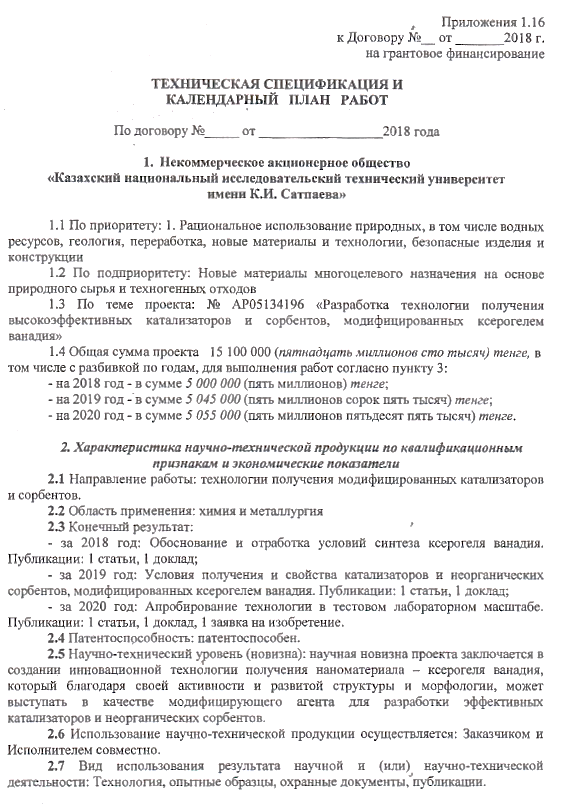 Приложения 1.16
к Договору №__ от _______2018 г.
на грантовое финансирование
ТЕХНИЧЕСКАЯ СПЕЦИФИКАЦИЯ И
КАЛЕНДАРНЫЙ ПЛАН РАБОТ
По договору №_____ от ___________________2018 года
1. Некоммерческое акционерное общество
«Казахский национальный исследовательский технический университет
имени К.И. Сатпаева»
1.1 По приоритету: 1. Рациональное использование природных, в том числе водных
ресурсов, геология, переработка, новые материалы и технологии, безопасные изделия и
конструкции
1.2 По подприоритету: Новые материалы многоцелевого назначения на основе
природного сырья и техногенных отходов
1.3 По теме проекта: № АР05134196 «Разработка технологии получения
высокоэффективных катализаторов и сорбентов, модифицированных ксерогелем
ванадия»
1.4 Общая сумма проекта 15 100 000 (пятнадцать миллионов сто тысяч) тенге, в
том числе с разбивкой по годам, для выполнения работ согласно пункту 3:
- на 2018 год - в сумме 5 000 000 (пять миллионов) тенге;
- на 2019 год - в сумме 5 045 000 (пять миллионов сорок пять тысяч) тенге;
- на 2020 год - в сумме 5 055 000 (пять миллионов пятьдесят пять тысяч) тенге.
2. Характеристика научно-технической продукции по квалификационным
признакам и экономические показатели
2.1 Направление работы: технологии получения модифицированных катализаторов
и сорбентов.
2.2 Область применения: химия и металлургия
2.3 Конечный результат:
- за 2018 год: Обоснование и отработка условий синтеза ксерогеля ванадия.
Публикации: 1 статьи, 1 доклад;
- за 2019 год: Условия получения и свойства катализаторов и неорганических
сорбентов, модифицированных ксерогелем ванадия. Публикации: 1 статьи, 1 доклад;
- за 2020 год: Апробирование технологии в тестовом лабораторном масштабе.
Публикации: 1 статьи, 1 доклад, 1 заявка на изобретение.
2.4 Патентоспособность: патентоспособен.
2.5 Научно-технический уровень (новизна): научная новизна проекта заключается в
создании инновационной технологии получения наноматериала – ксерогеля ванадия,
который благодаря своей активности и развитой структуры и морфологии, может
выступать в качестве модифицирующего агента для разработки эффективных
катализаторов и неорганических сорбентов.
2.6 Использование научно-технической продукции осуществляется: Заказчиком и
Исполнителем совместно.
2.7 Вид использования результата научной и (или) научно-технической
деятельности: Технология, опытные образцы, охранные документы, публикации.